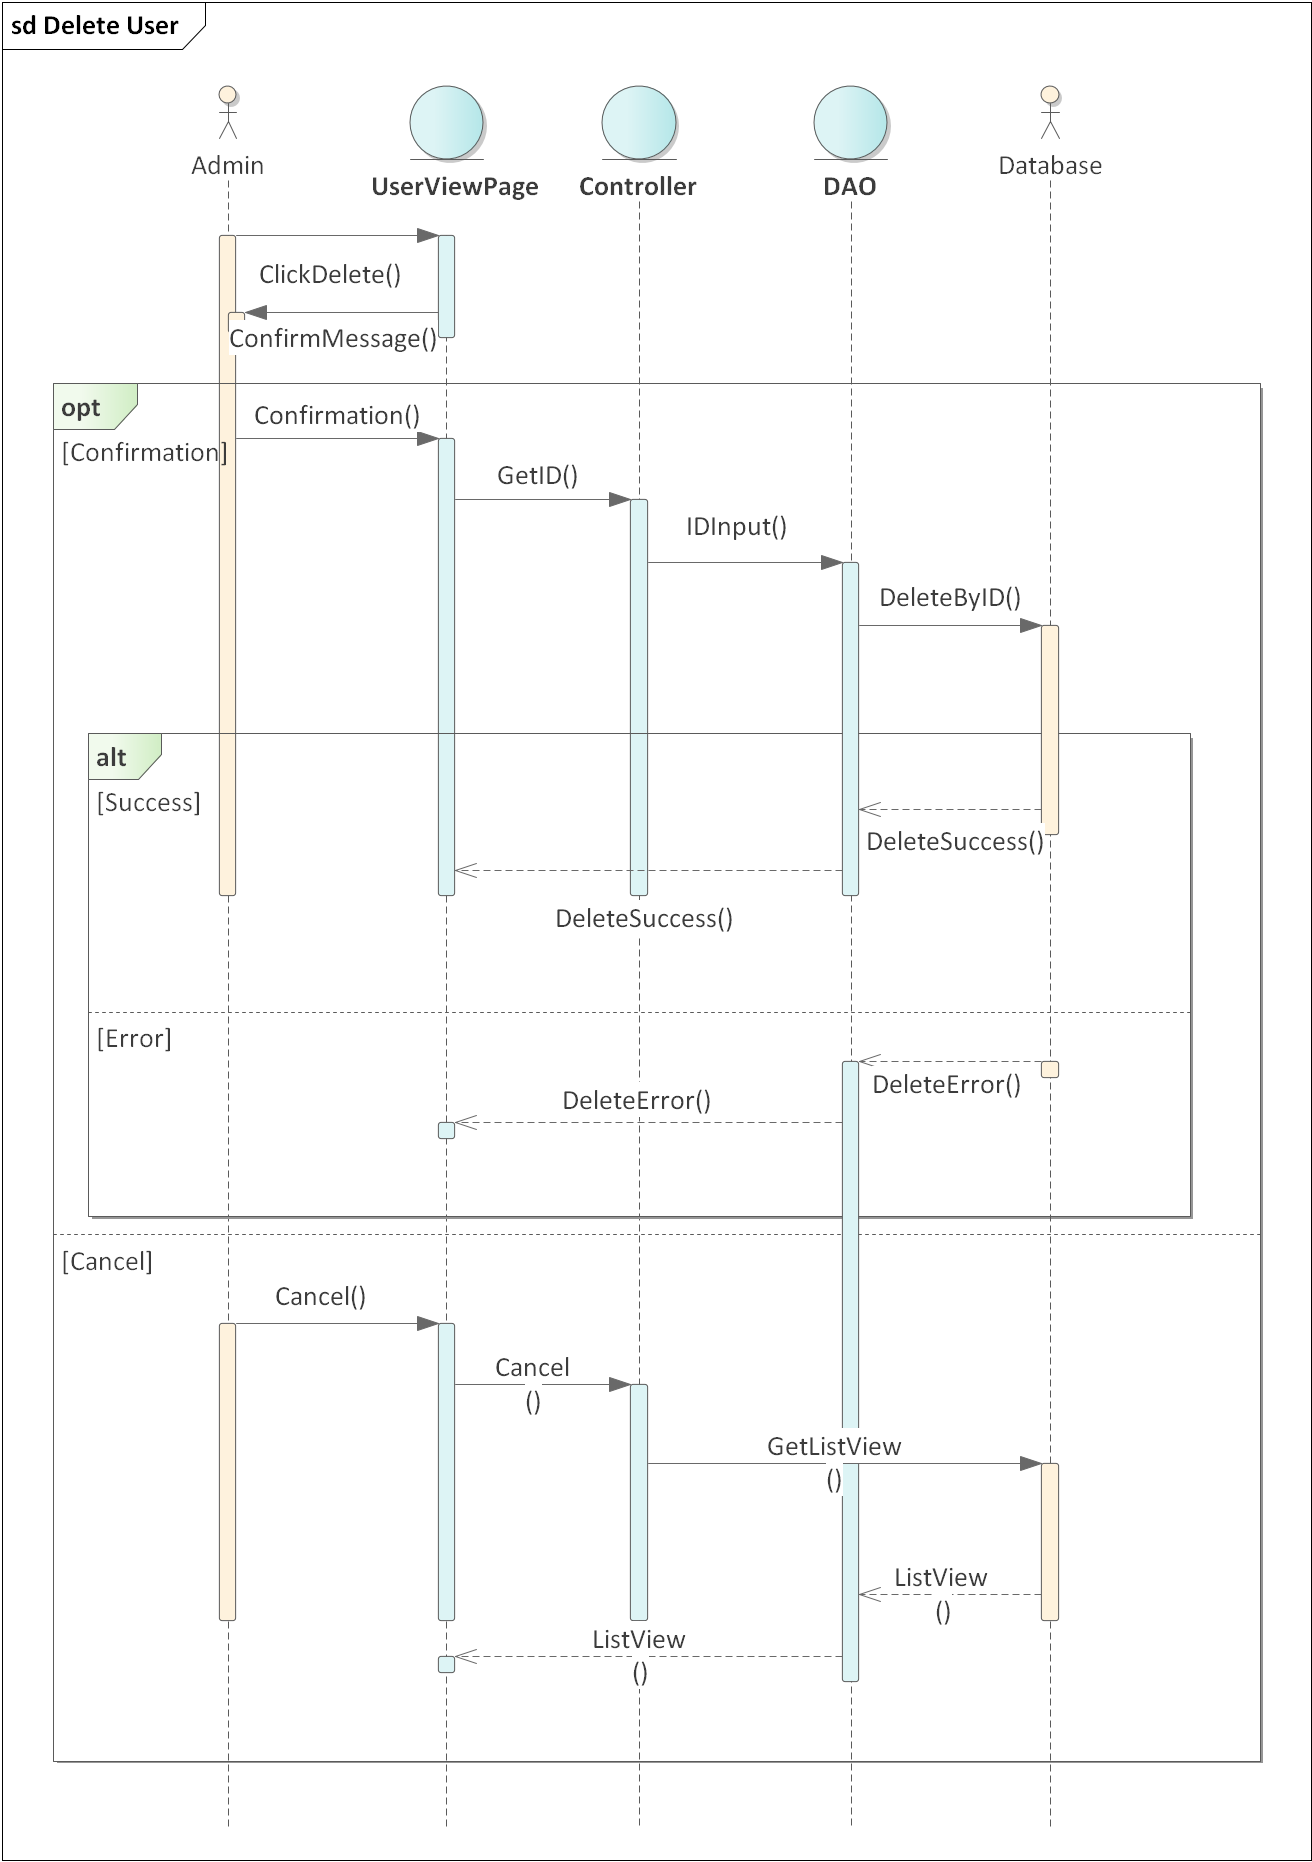 sd Delete User
Admin
UserViewPage
Controller
DAO
Database
ClickDelete()
ConfirmMessage()
opt
[Confirmation]
Confirmation()
GetID()
IDInput()
DeleteByID()
alt
[Success]
DeleteSuccess()
DeleteSuccess()
[Error]
DeleteError()
DeleteError()
[Cancel]
Cancel()
Cancel
()
GetListView
()
ListView
()
ListView
()